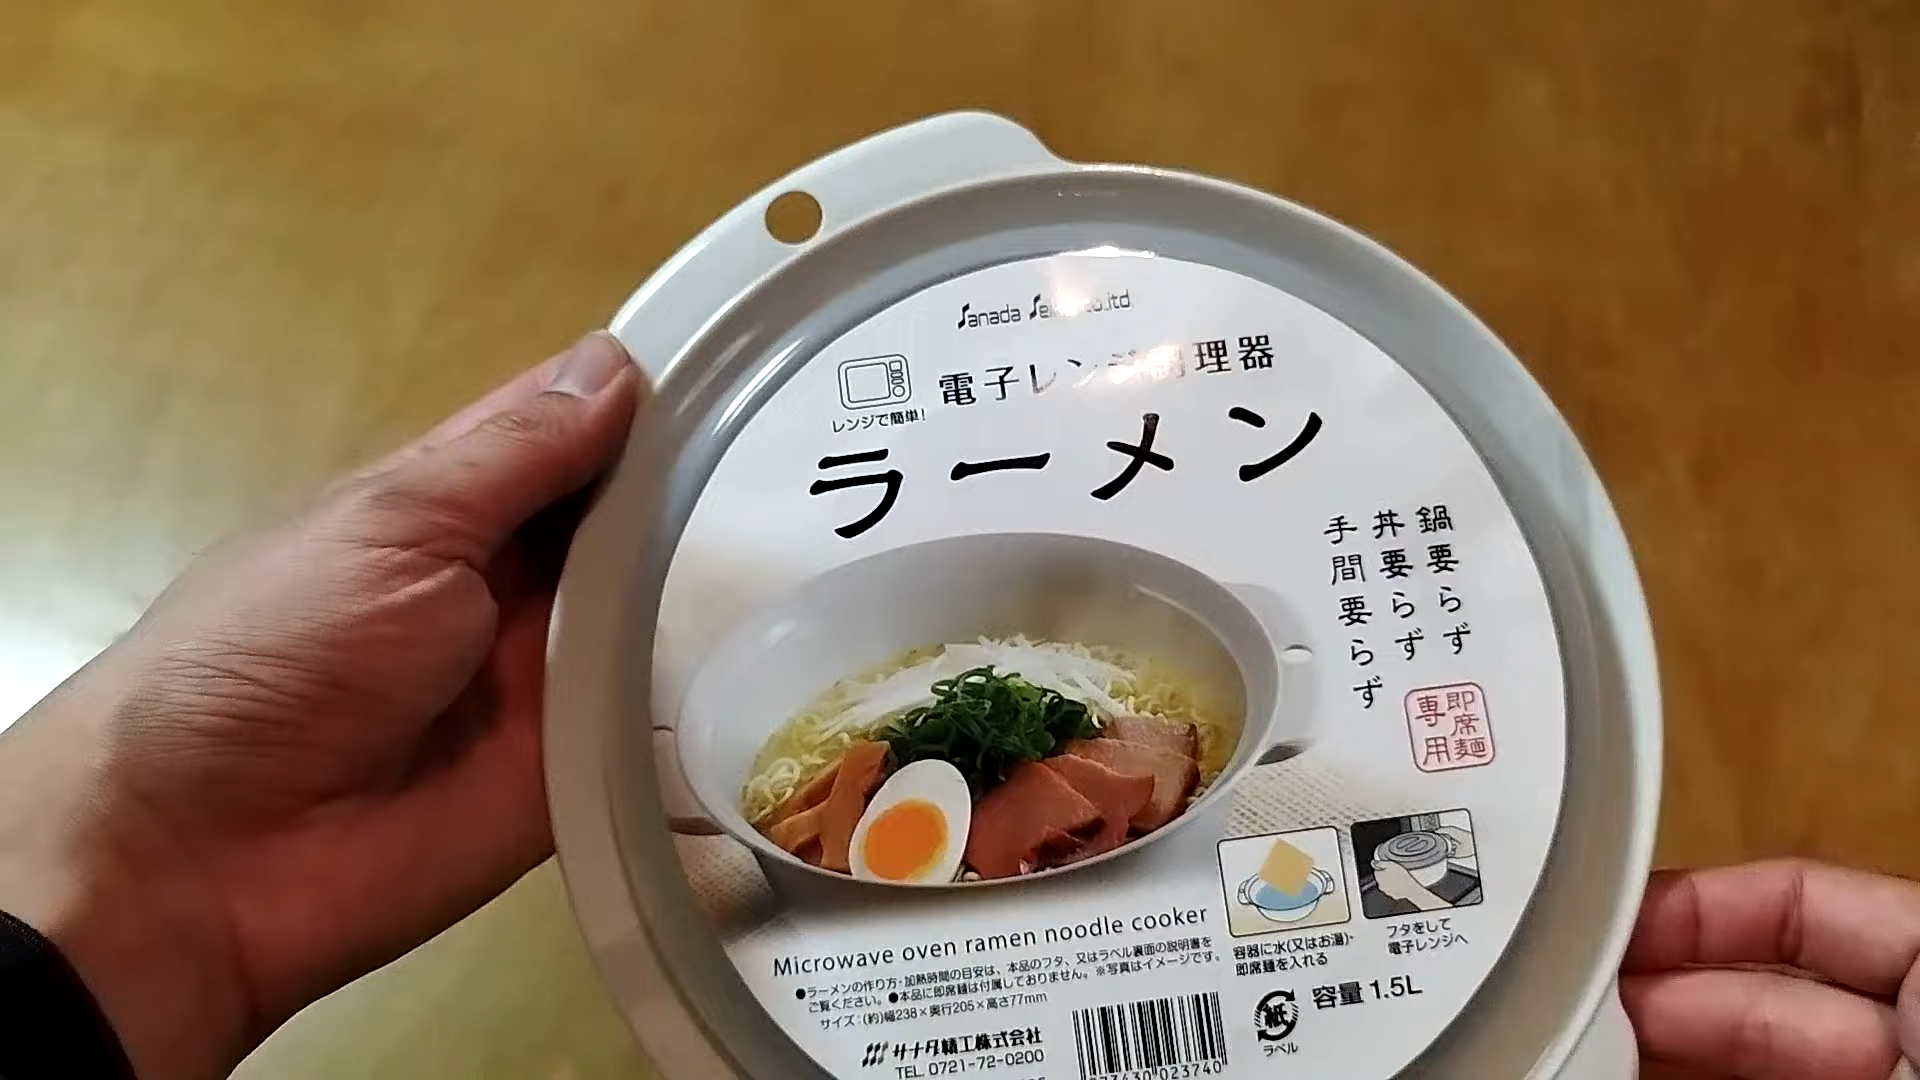 Sanada
電子レンジ調理器
レンジで簡単!
ラーメン
鍋要らず
丼要らず
手間要らず
即席麺
専用
Microwave oven ramen noodle cooker
●ラーメンの作り方・加熱時間の目安は、本品のフタ、又はラベル裏面の説明書を
ご覧ください。●本品に即席麺は付属しておりません。※写真はイメージです。
サイズ:(約)幅238×奥行205×高さ77mm
サナダ精工株式会社
TEL 0721-72-0200
023740
容器に水(又はお湯)・
即席麺を入れる
フタをして
電子レンジへ
容量 1.5L
紙
ラベル